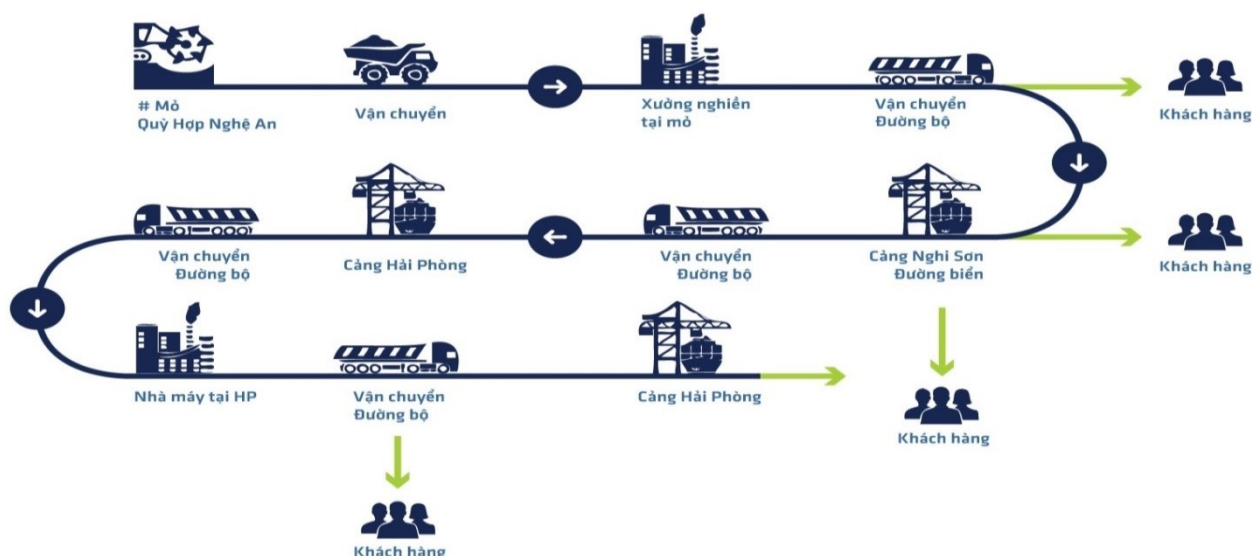 # Mỏ
Quỳ Hợp Nghệ An
Vận chuyển
Xưởng nghiền
tại mỏ
Vận chuyển
Đường bộ
Khách hàng
Vận chuyển
Đường bộ
Cảng Hải Phòng
Vận chuyển
Đường bộ
Cảng Nghi Sơn
Đường biển
Khách hàng
Nhà máy tại HP
Vận chuyển
Đường bộ
Cảng Hải Phòng
Khách hàng
Khách hàng